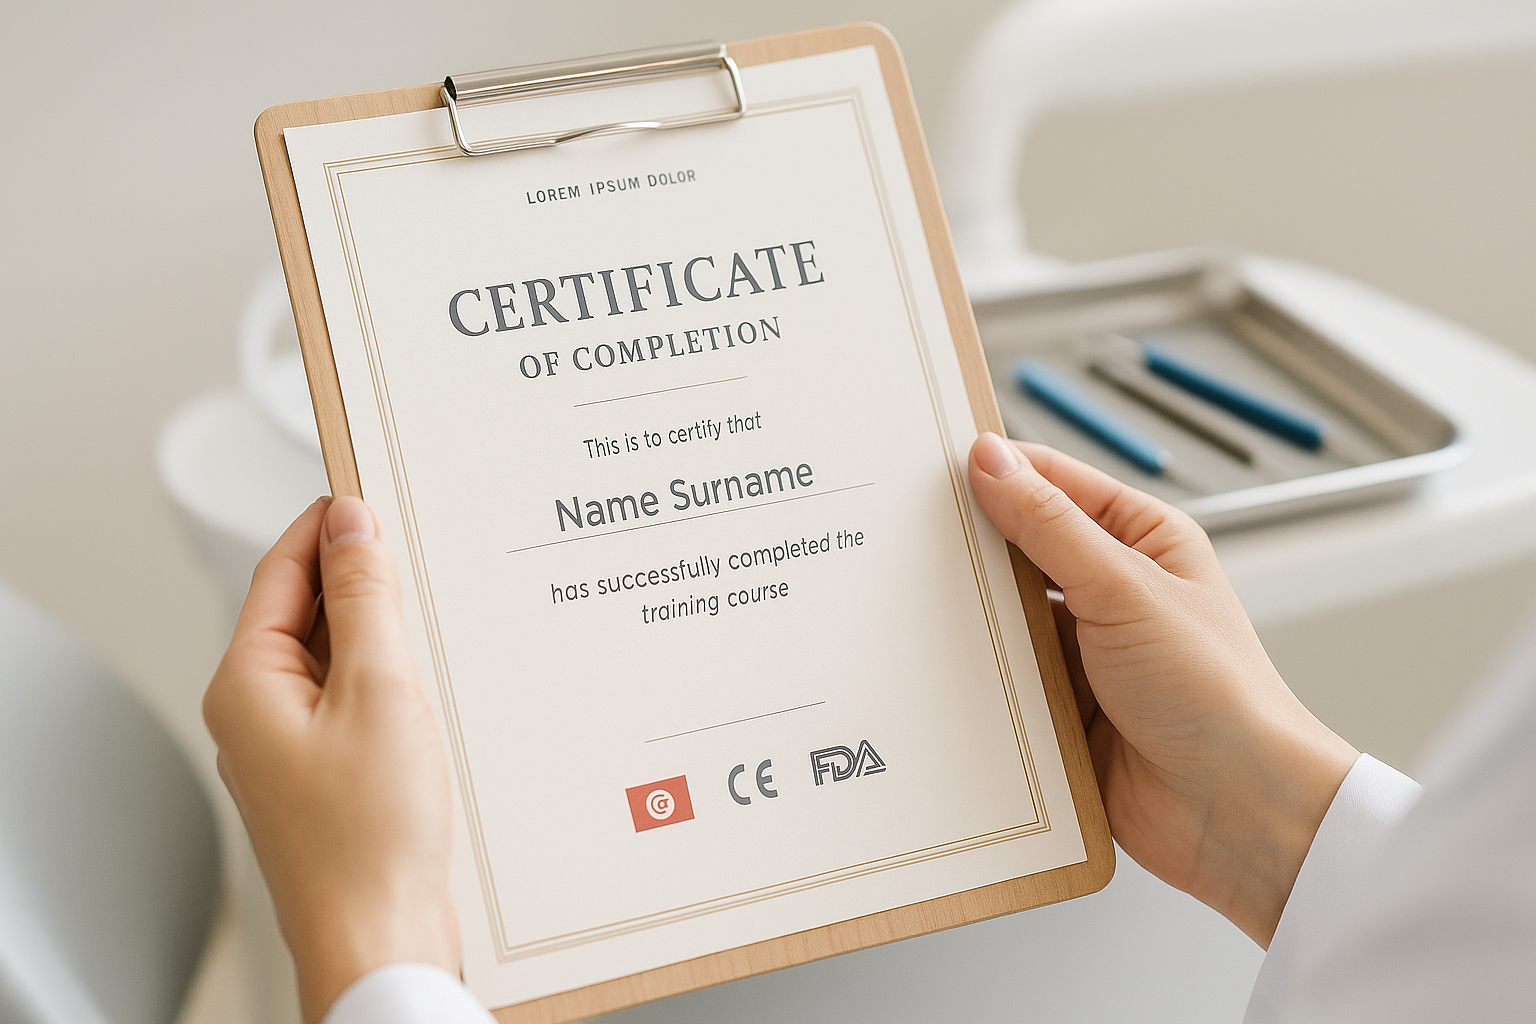 LOREM IPSUM DOLOR
CERTIFICATE
OF COMPLETION
This is to certify that
Name Surname
has successfully completed the
training course
CE
FDA